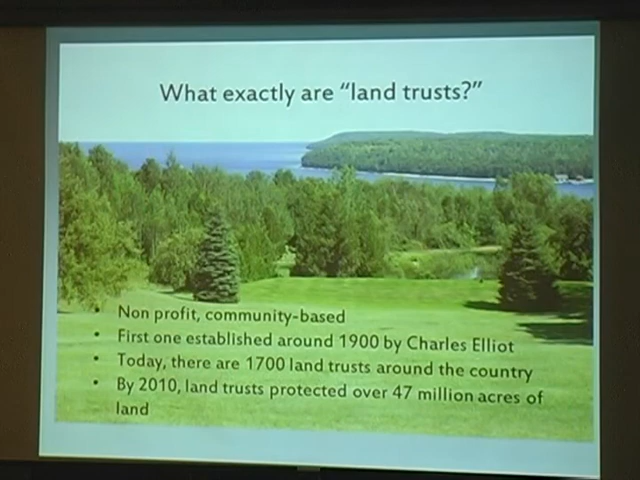 What exactly are “land trusts?”
• Non profit, community-based
• First one established around 1900 by Charles Elliot
• Today, there are 1700 land trusts around the country
• By 2010, land trusts protected over 47 million acres of
land